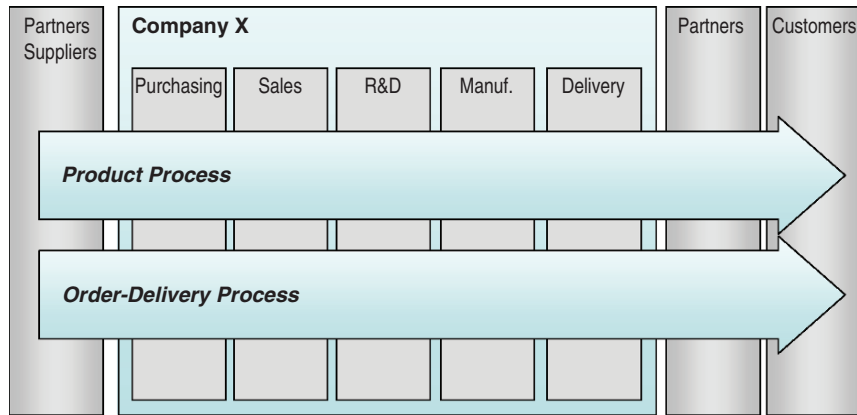 Partners
Suppliers
Company X
Partners
Customers
Purchasing
Sales
R&D
Manuf.
Delivery
Product Process
Order-Delivery Process